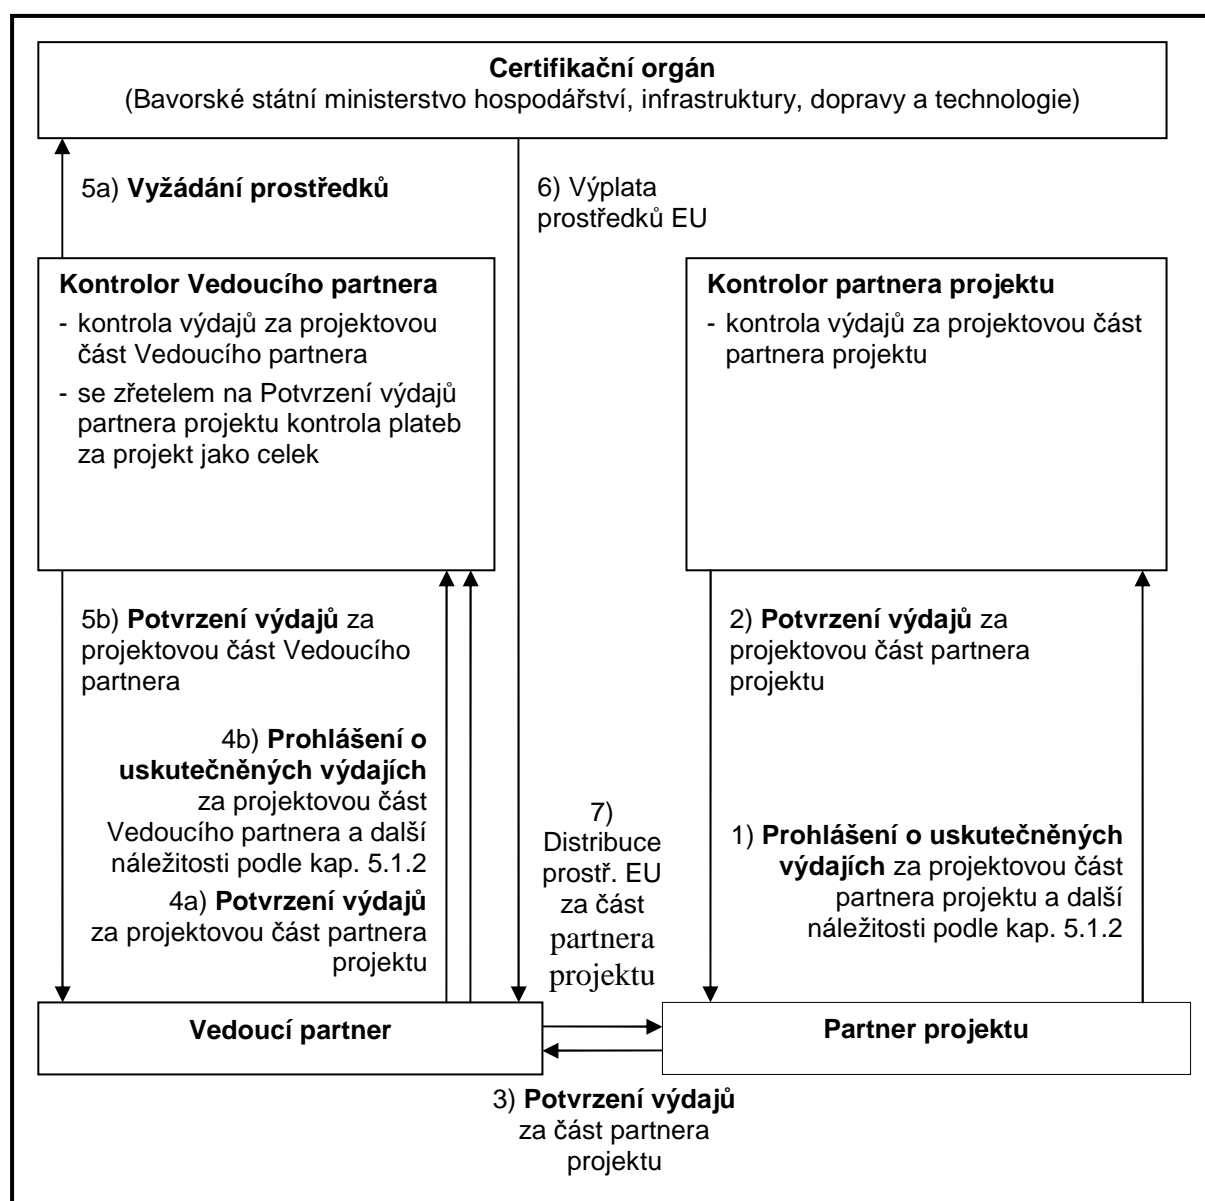 Certifikační orgán
(Bavorské státní ministerstvo hospodářství, infrastruktury, dopravy a technologie)
5a) Vyžádání prostředků
6) Výplata
prostředků EU
Kontrolor Vedoucího partnera
- kontrola výdajů za projektovou
část Vedoucího partnera
- se zřetelem na Potvrzení výdajů
partnera projektu kontrola plateb
za projekt jako celek
Kontrolor partnera projektu
- kontrola výdajů za projektovou část
partnera projektu
5b) Potvrzení výdajů za
projektovou část Vedoucího
partnera
2) Potvrzení výdajů za
projektovou část partnera
projektu
4b) Prohlášení o
uskutečněných výdajích
za projektovou část
Vedoucího partnera a další
náležitosti podle kap. 5.1.2
4a) Potvrzení výdajů
za projektovou část partnera
projektu
7)
Distribuce
prostř. EU
za část
partnera
projektu
1) Prohlášení o uskutečněných
výdajích za projektovou část
partnera projektu a další
náležitosti podle kap. 5.1.2
Vedoucí partner
Partner projektu
3) Potvrzení výdajů
za část partnera
projektu